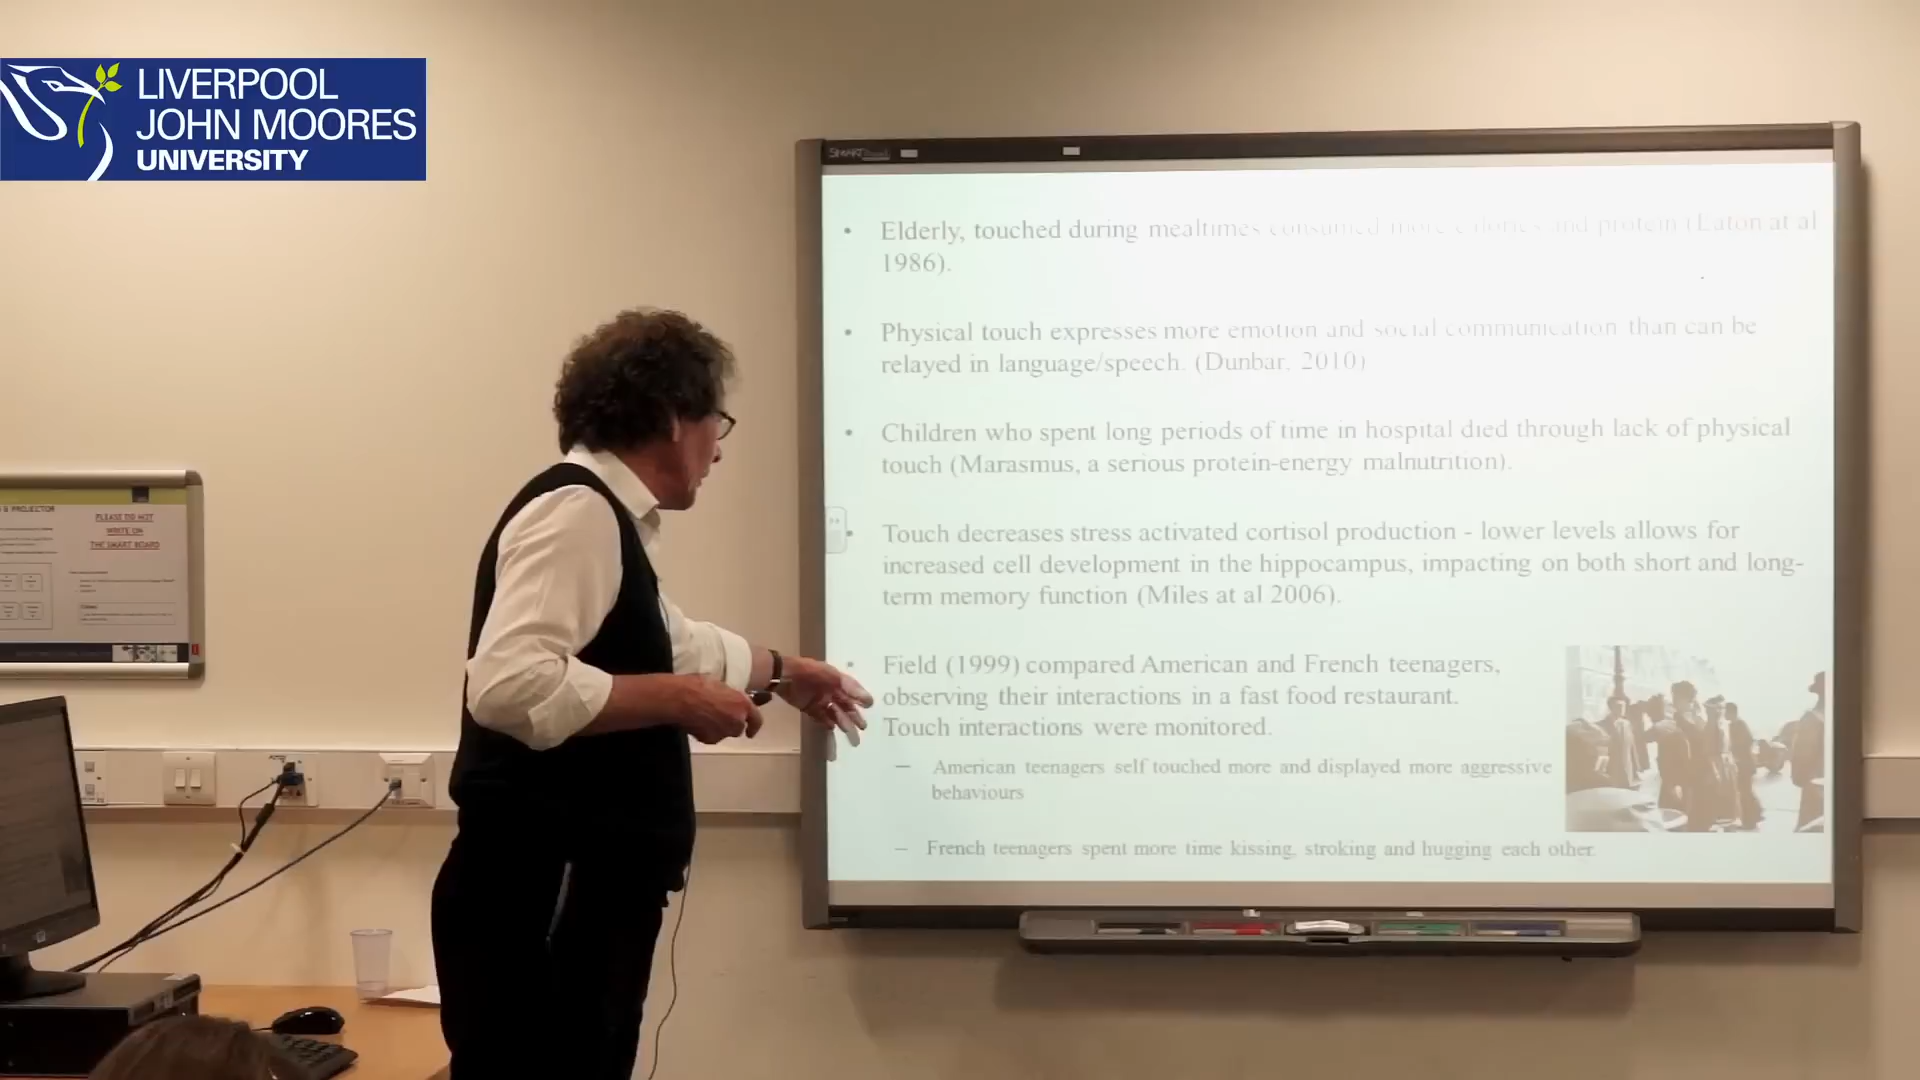 LIVERPOOL
JOHN MOORES
UNIVERSITY
SMART
• Elderly, touched during mealtimes consumed more calories and protein (Eaton at al
1986).
• Physical touch expresses more emotion and social communication than can be
relayed in language/speech. (Dunbar, 2010)
• Children who spent long periods of time in hospital died through lack of physical
touch (Marasmus, a serious protein-energy malnutrition).
• Touch decreases stress activated cortisol production - lower levels allows for
increased cell development in the hippocampus, impacting on both short and long-
term memory function (Miles at al 2006).
• Field (1999) compared American and French teenagers,
observing their interactions in a fast food restaurant.
Touch interactions were monitored.
– American teenagers self touched more and displayed more aggressive
behaviours
– French teenagers spent more time kissing, stroking and hugging each other.
PROJECTOR
PLEASE DO NOT
WRITE ON
THE SMART BOARD